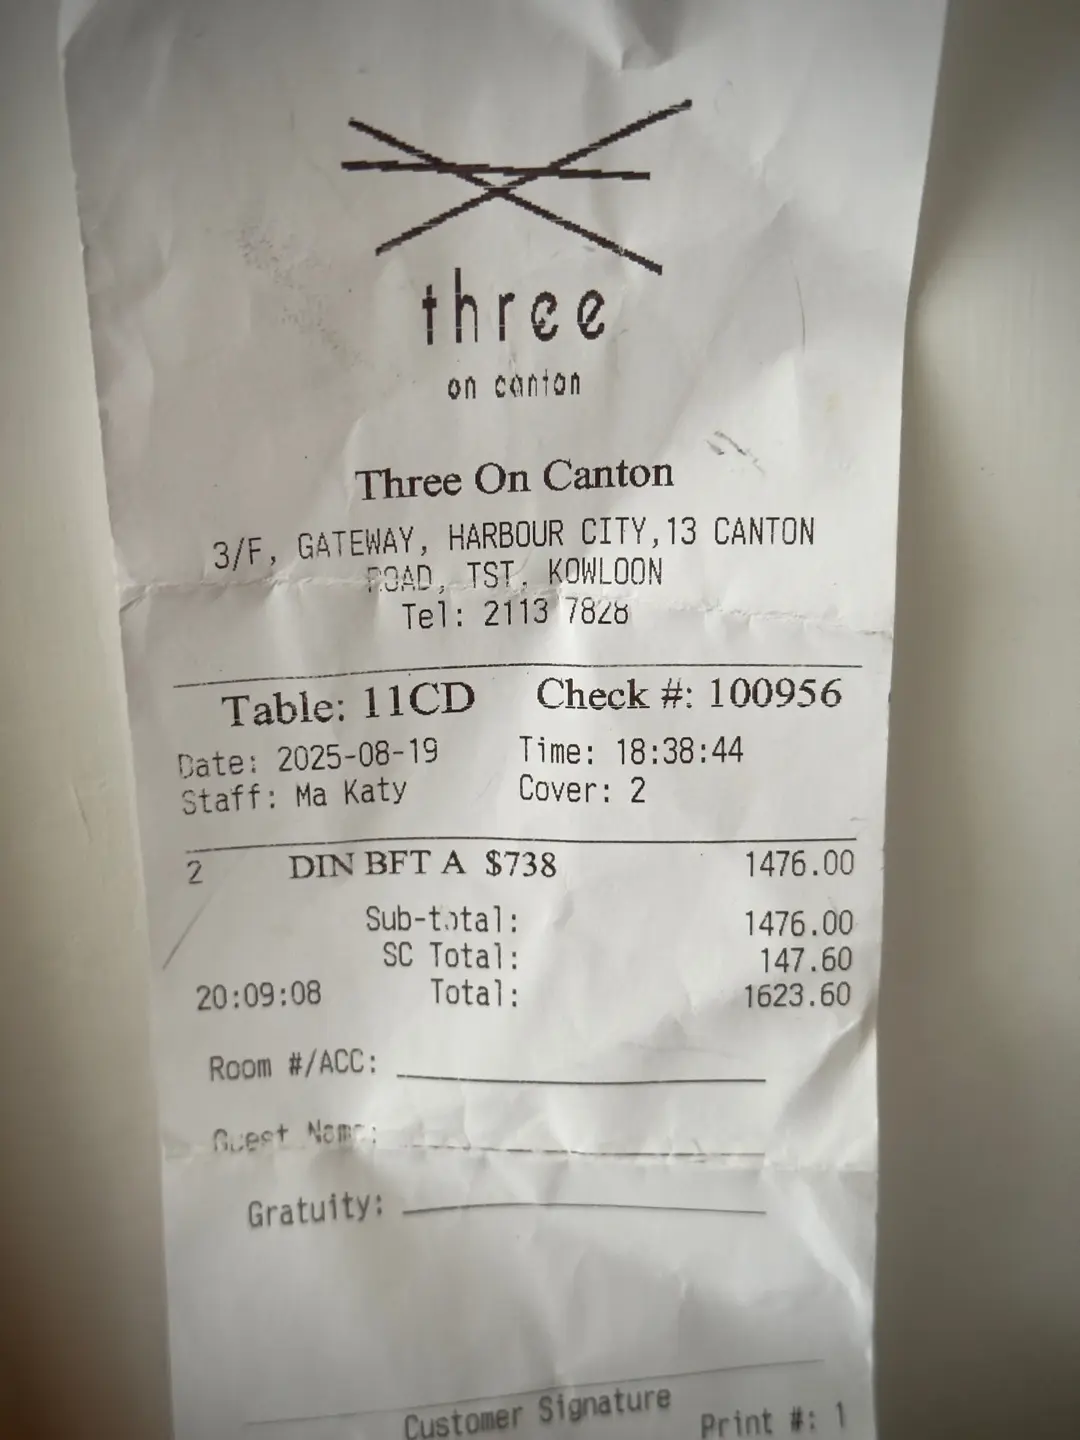 three
on canton
Three On Canton
3/F, GATEWAY, HARBOUR CITY,13 CANTON
ROAD, TST, KOWLOON
Tel: 2113 7828
Table: 11CD Check #: 100956
Date: 2025-08-19 Time: 18:38:44
Staff: Ma Katy Cover: 2
2 DIN BFT A $738 1476.00
Sub-total: 1476.00
SC Total: 147.60
20:09:08 Total: 1623.60
Room #/ACC:
Guest Name:
Gratuity:
Customer Signature
Print #: 1